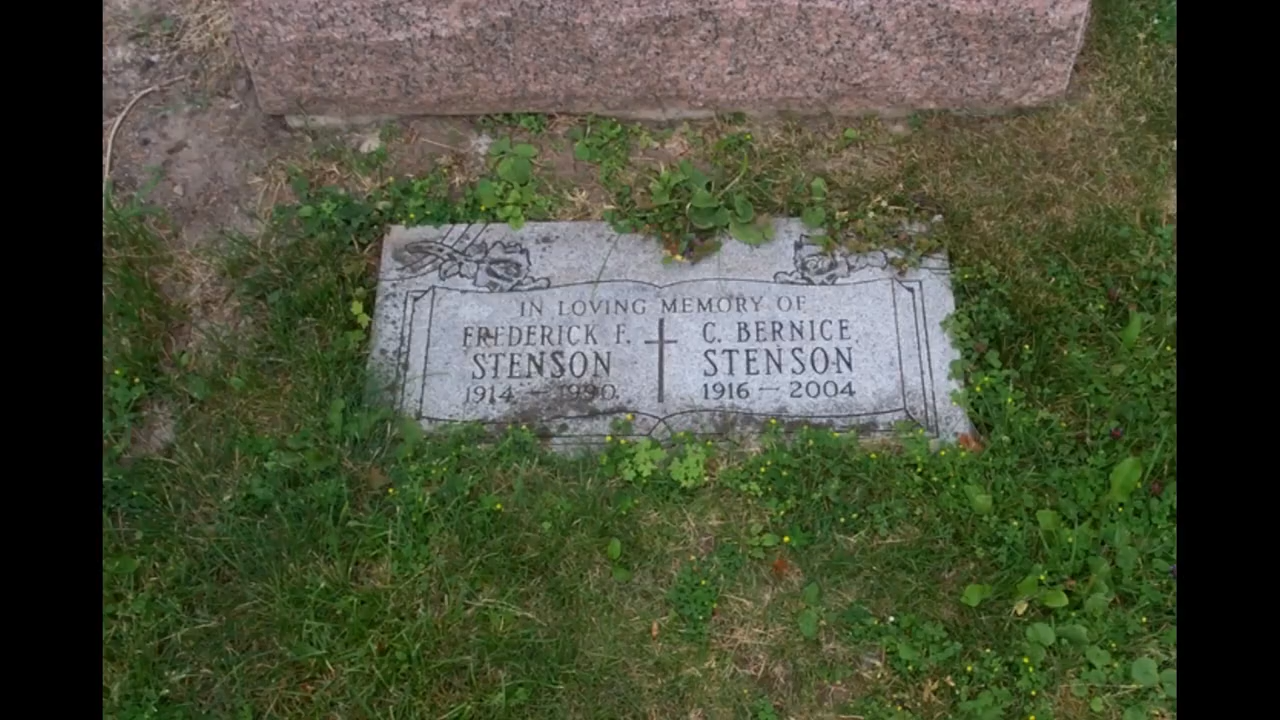 IN LOVING MEMORY OF
FREDERICK F.
STENSON
1914 — 1990
C. BERNICE
STENSON
1916 — 2004